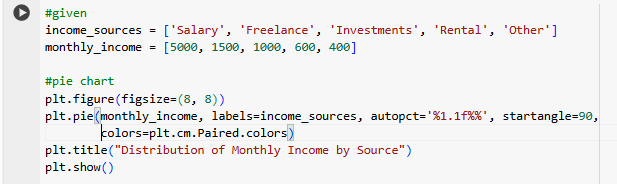 #given
income_sources = ['Salary', 'Freelance', 'Investments', 'Rental', 'Other']
monthly_income = [5000, 1500, 1000, 600, 400]
#pie chart
plt.figure(figsize=(8, 8))
plt.pie(monthly_income, labels=income_sources, autopct='%1.1f%%', startangle=90,
colors=plt.cm.Paired.colors)
plt.title("Distribution of Monthly Income by Source")
plt.show()